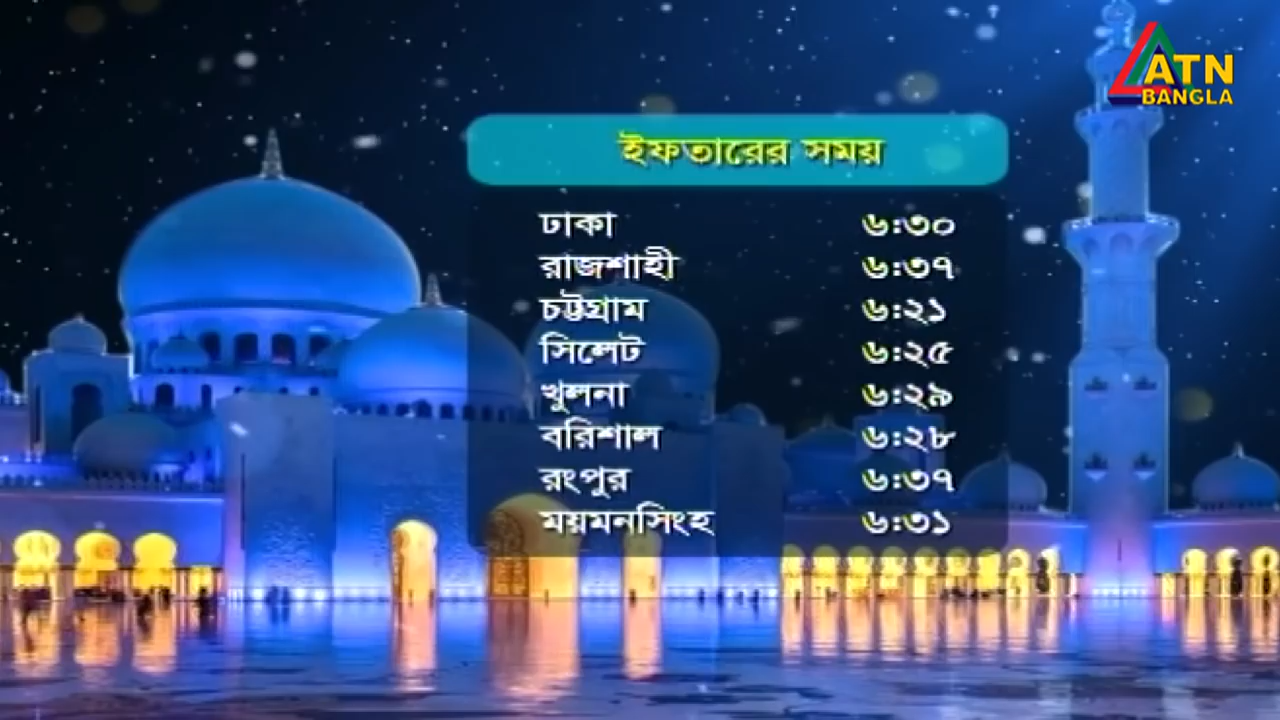 ATN
BANGLA
ইফতারের সময়
ঢাকা ৬:৩০
রাজশাহী ৬:৩৭
চট্টগ্রাম ৬:২১
সিলেট ৬:২৫
খুলনা ৬:২৯
বরিশাল ৬:২৮
রংপুর ৬:৩৭
ময়মনসিংহ ৬:৩১